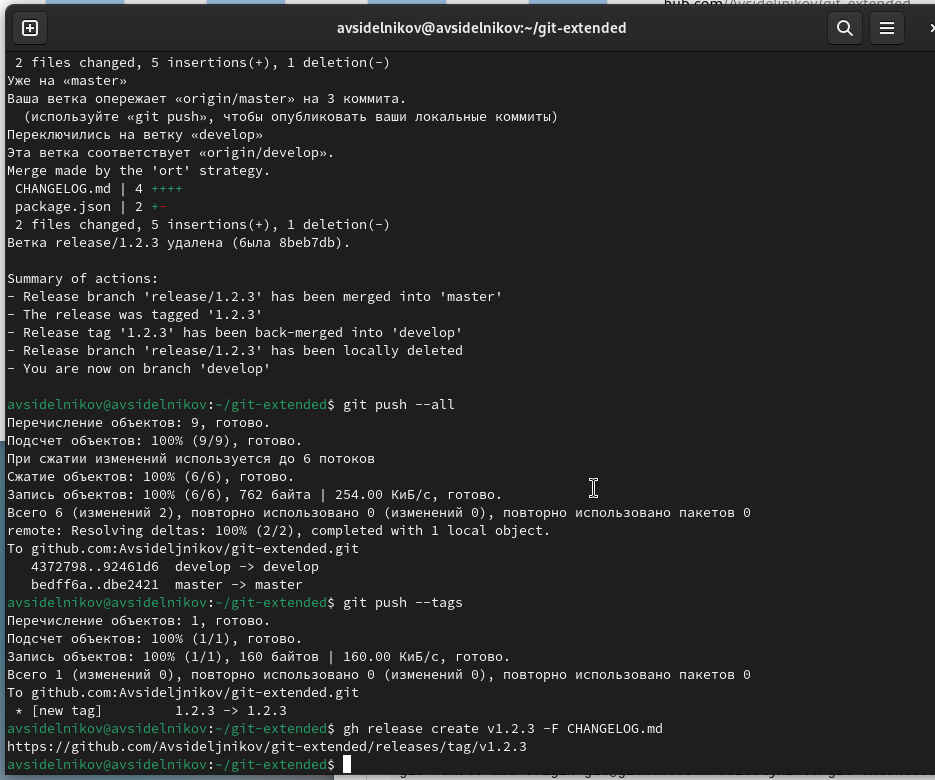 avsidelnikov@avsidelnikov:~/git-extended
 2 files changed, 5 insertions(+), 1 deletion(-)
Уже на «master»
Ваша ветка опережает «origin/master» на 3 коммита.
  (используйте «git push», чтобы опубликовать ваши локальные коммиты)
Переключились на ветку «develop»
Эта ветка соответствует «origin/develop».
Merge made by the 'ort' strategy.
 CHANGELOG.md | 4 ++++
 package.json | 2 +-
 2 files changed, 5 insertions(+), 1 deletion(-)
Ветка release/1.2.3 удалена (была 8beb7db).

Summary of actions:
- Release branch 'release/1.2.3' has been merged into 'master'
- The release was tagged '1.2.3'
- Release tag '1.2.3' has been back-merged into 'develop'
- Release branch 'release/1.2.3' has been locally deleted
- You are now on branch 'develop'

avsidelnikov@avsidelnikov:~/git-extended$ git push --all
Перечисление объектов: 9, готово.
Подсчет объектов: 100% (9/9), готово.
При сжатии изменений используется до 6 потоков
Сжатие объектов: 100% (6/6), готово.
Запись объектов: 100% (6/6), 762 байта | 254.00 КиБ/с, готово.
Всего 6 (изменений 2), повторно использовано 0 (изменений 0), повторно использовано пакетов 0
remote: Resolving deltas: 100% (2/2), completed with 1 local object.
To github.com:Avsideljnikov/git-extended.git
   4372798..92461d6  develop -> develop
   bedff6a..dbe2421  master -> master
avsidelnikov@avsidelnikov:~/git-extended$ git push --tags
Перечисление объектов: 1, готово.
Подсчет объектов: 100% (1/1), готово.
Запись объектов: 100% (1/1), 160 байтов | 160.00 КиБ/с, готово.
Всего 1 (изменений 0), повторно использовано 0 (изменений 0), повторно использовано пакетов 0
To github.com:Avsideljnikov/git-extended.git
 * [new tag]         1.2.3 -> 1.2.3
avsidelnikov@avsidelnikov:~/git-extended$ gh release create v1.2.3 -F CHANGELOG.md
https://github.com/Avsideljnikov/git-extended/releases/tag/v1.2.3
avsidelnikov@avsidelnikov:~/git-extended$